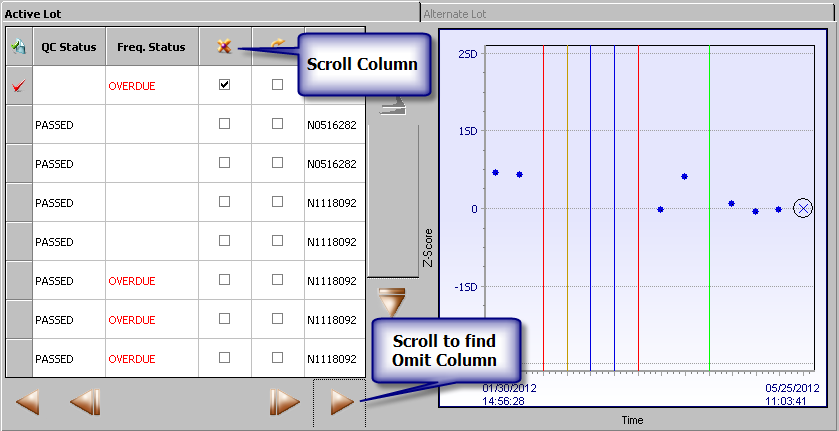 Active Lot
Alternate Lot
QC Status Freq. Status
Scroll Column
OVERDUE
PASSED N0516282
PASSED N0516282
PASSED N1118092
PASSED N1118092
PASSED OVERDUE N1118092
PASSED OVERDUE N1118092
PASSED OVERDUE N1118092
Scroll to find
Omit Column
2SD
1SD
0
-1SD
Z-Score
01/30/2012
14:56:28
05/25/2012
11:03:41
Time